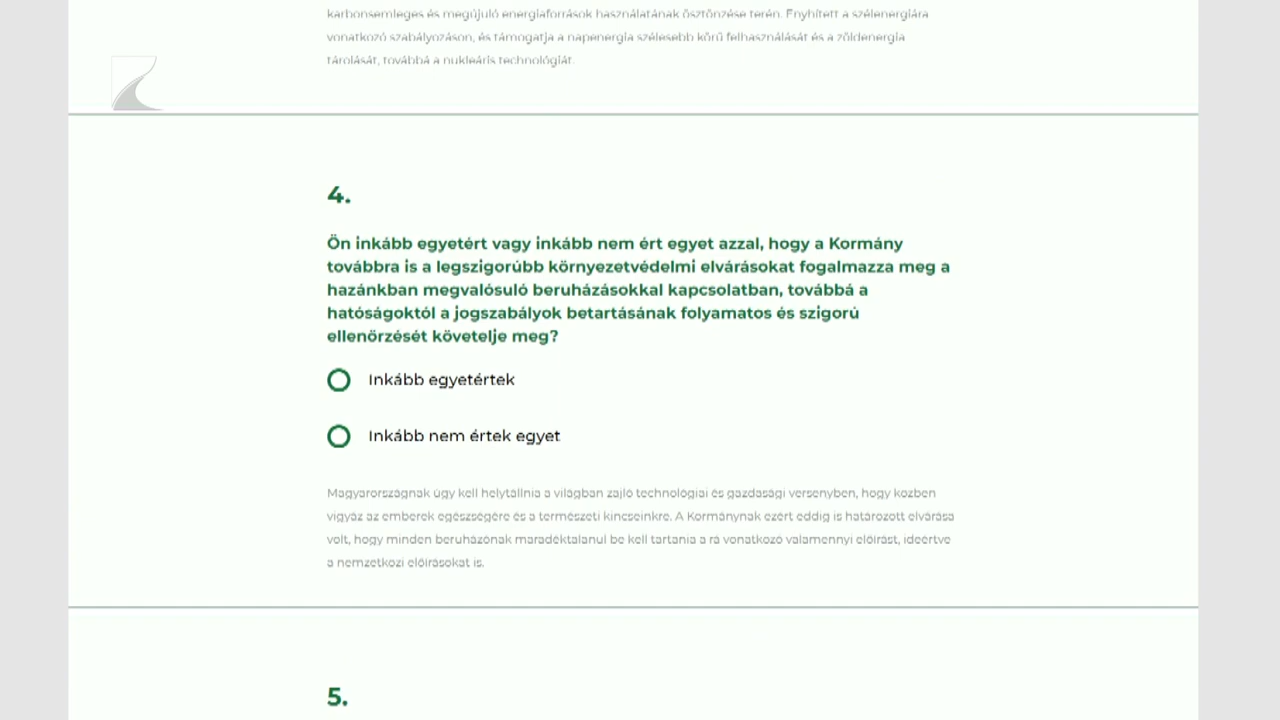 karbonsemleges és megújuló energiaforrások használatának ösztönzése terén. Enyhített a szélenergiára
vonatkozó szabályozáson, és támogatja a napenergia szélesebb körű felhasználását és a zöldenergia
tárolását, továbbá a nukleáris technológiát.
4.
Ön inkább egyetért vagy inkább nem ért egyet azzal, hogy a Kormány
továbbra is a legszigorúbb környezetvédelmi elvárásokat fogalmazza meg a
hazánkban megvalósuló beruházásokkal kapcsolatban, továbbá a
hatóságoktól a jogszabályok betartásának folyamatos és szigorú
ellenőrzését követelje meg?
Inkább egyetértek
Inkább nem értek egyet
Magyarországnak úgy kell helytállnia a világban zajló technológiai és gazdasági versenyben, hogy közben
vigyáz az emberek egészségére és a természeti kincseinkre. A Kormánynak ezért eddig is határozott elvárása
volt, hogy minden beruházónak maradéktalanul be kell tartania a rá vonatkozó valamennyi előírást, ideértve
a nemzetközi előírásokat is.
5.